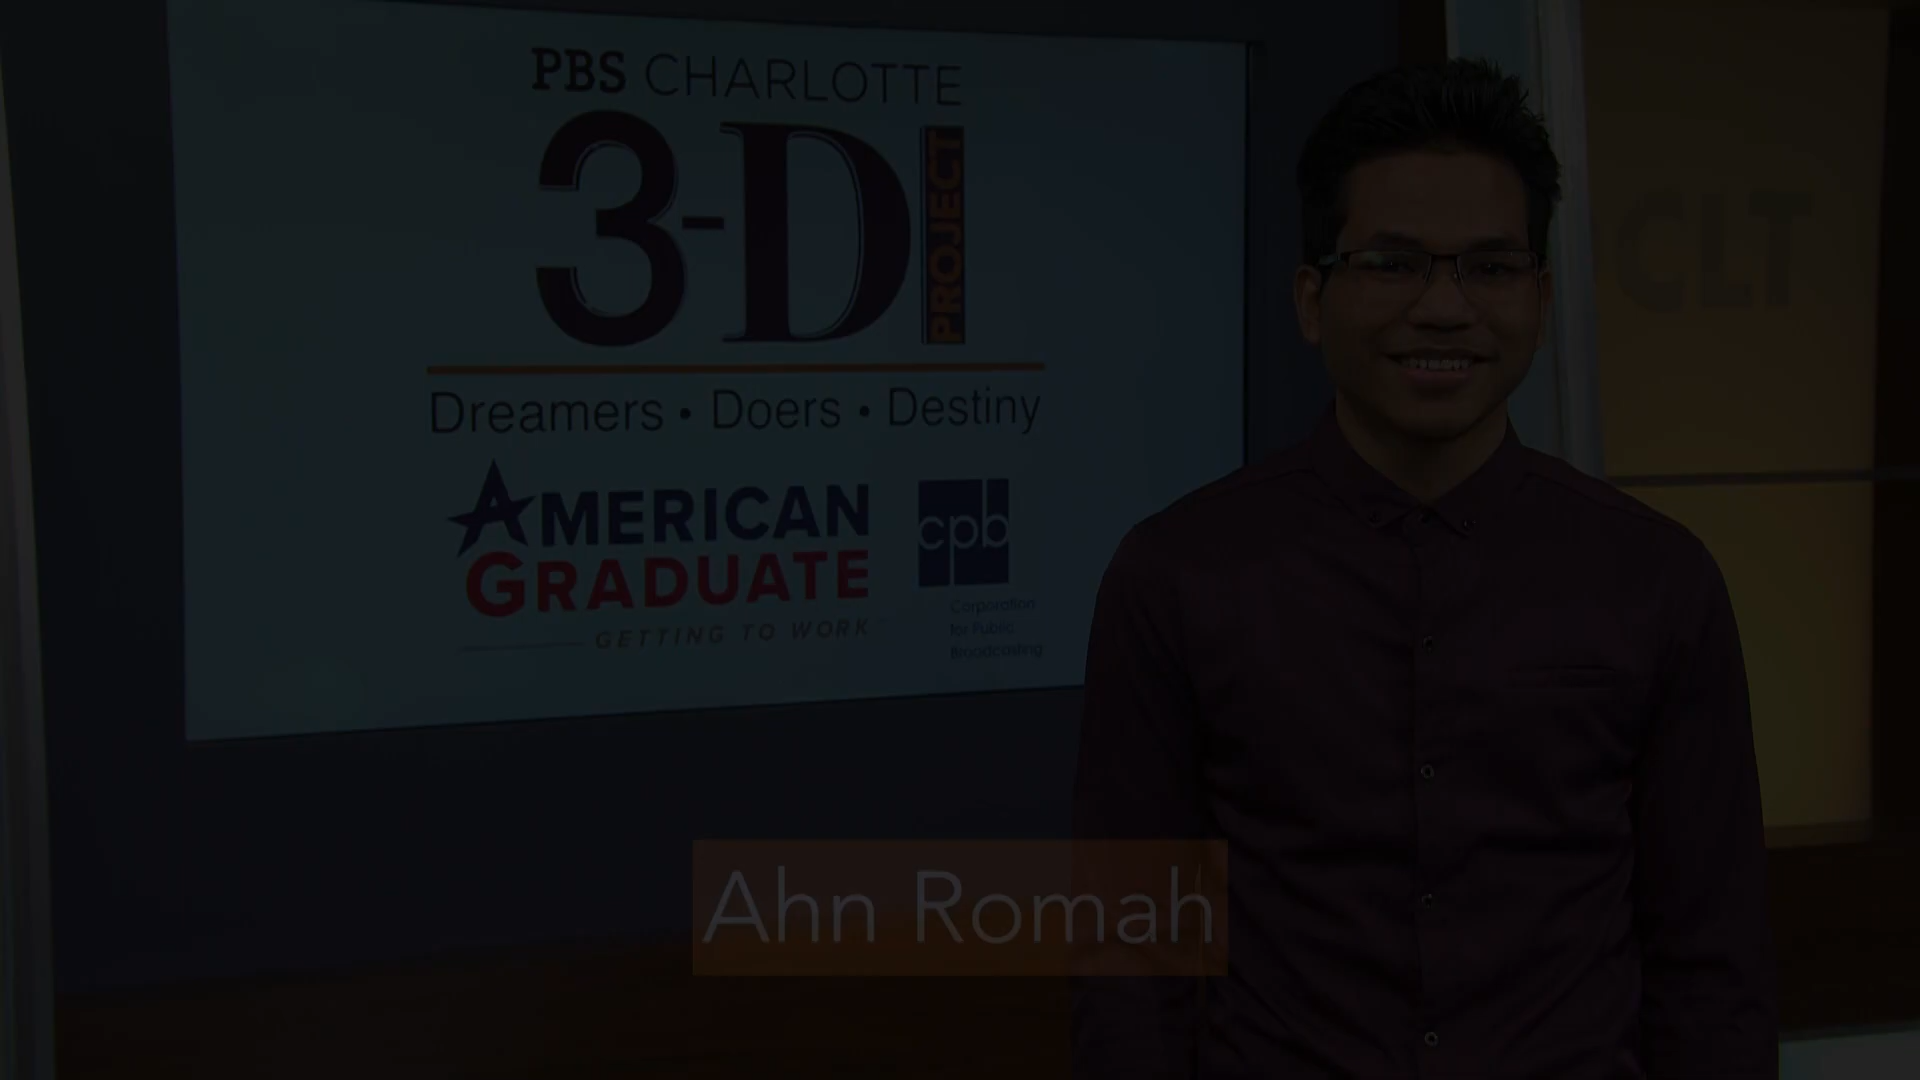 PBS CHARLOTTE
3-D PROJECT
Dreamers • Doers • Destiny
AMERICAN
GRADUATE
GETTING TO WORK
cpb
Corporation
for Public
Broadcasting
CLT
Ahn Romah